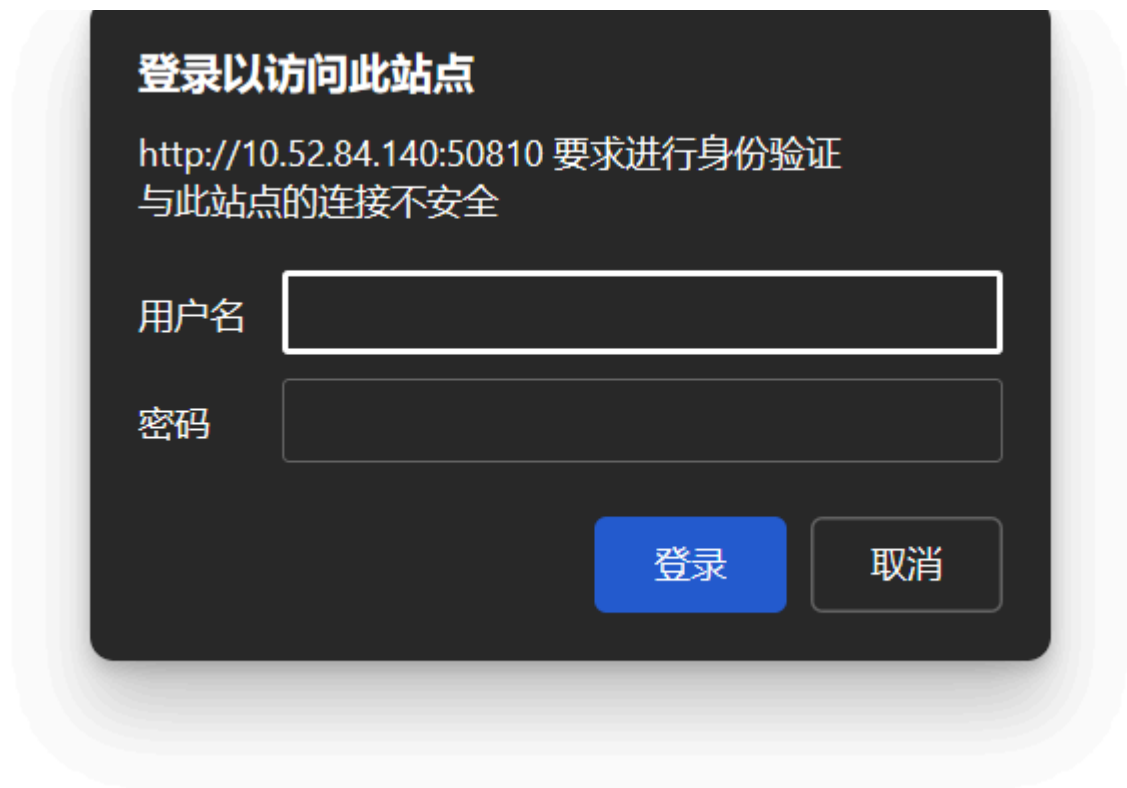 登录以访问此站点
http://10.52.84.140:50810 要求进行身份验证
与此站点的连接不安全
用户名
密码
登录
取消